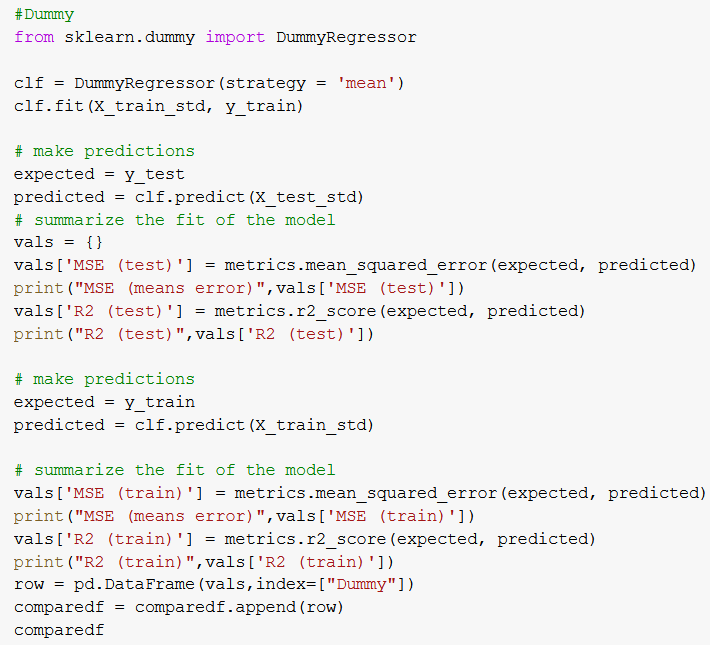 #Dummy
from sklearn.dummy import DummyRegressor
clf = DummyRegressor(strategy = 'mean')
clf.fit(X_train_std, y_train)
# make predictions
expected = y_test
predicted = clf.predict(X_test_std)
# summarize the fit of the model
vals = {}
vals['MSE (test)'] = metrics.mean_squared_error(expected, predicted)
print("MSE (means error)",vals['MSE (test)'])
vals['R2 (test)'] = metrics.r2_score(expected, predicted)
print("R2 (test)",vals['R2 (test)'])
# make predictions
expected = y_train
predicted = clf.predict(X_train_std)
# summarize the fit of the model
vals['MSE (train)'] = metrics.mean_squared_error(expected, predicted)
print("MSE (means error)",vals['MSE (train)'])
vals['R2 (train)'] = metrics.r2_score(expected, predicted)
print("R2 (train)",vals['R2 (train)'])
row = pd.DataFrame(vals,index=["Dummy"])
comparedf = comparedf.append(row)
comparedf